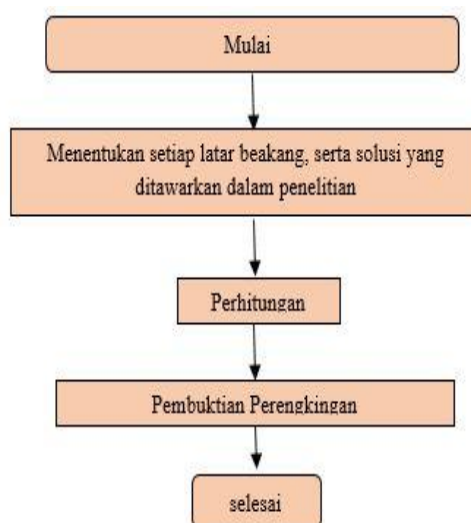 Mulai
Menentukan setiap latar beakang, serta solusi yang
ditawarkan dalam penelitian
Perhitungan
Pembuktian Perengkingan
selesai